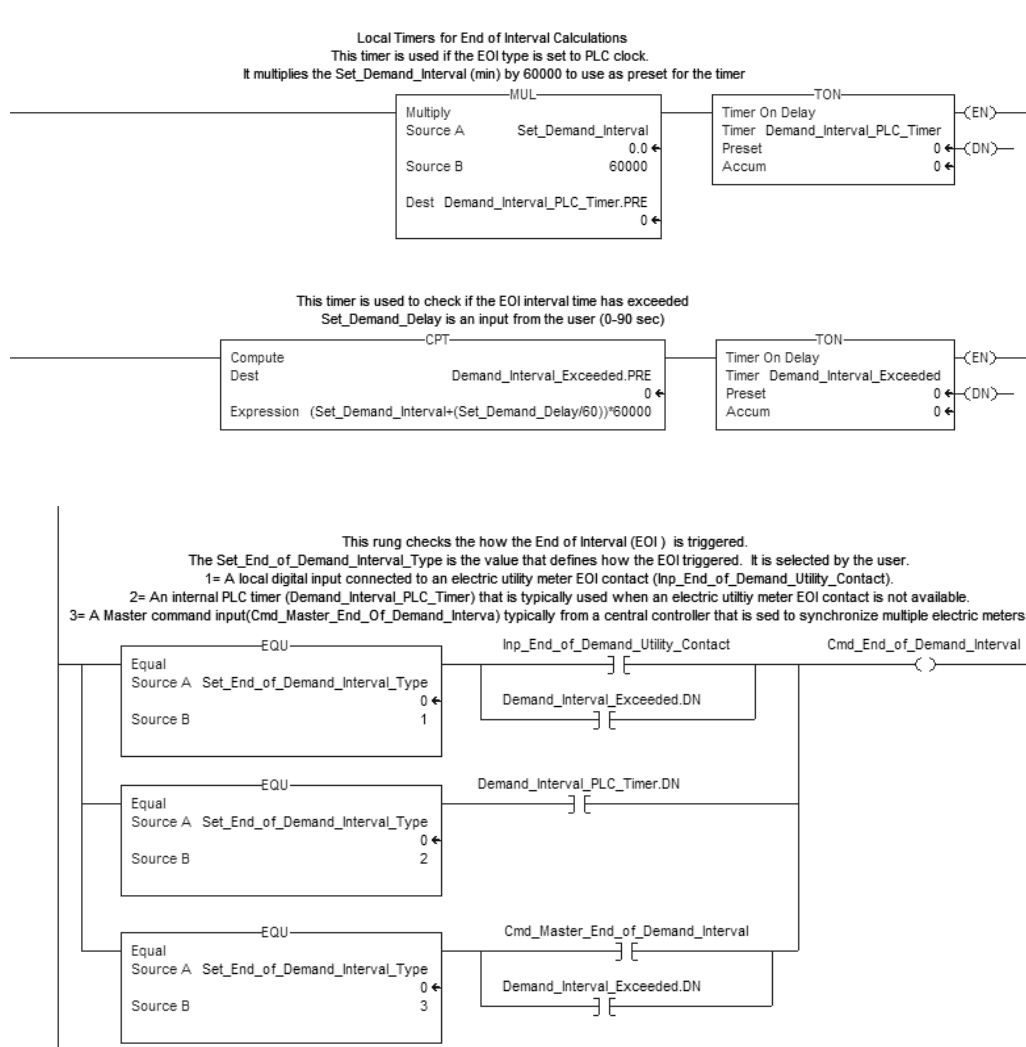 Local Timers for End of Interval Calculations
This timer is used if the EOI type is set to PLC clock.
It multiplies the Set_Demand_Interval (min) by 60000 to use as preset for the timer
MUL
Multiply
Source A Set_Demand_Interval
0.0
Source B 60000
Dest Demand_Interval_PLC_Timer.PRE
0
TON
Timer On Delay
Timer Demand_Interval_PLC_Timer
Preset 0
Accum 0
(EN)
(DN)
This timer is used to check if the EOI interval time has exceeded
Set_Demand_Delay is an input from the user (0-90 sec)
CPT
Compute
Dest Demand_Interval_Exceeded.PRE
0
Expression (Set_Demand_Interval+(Set_Demand_Delay/60))*60000
TON
Timer On Delay
Timer Demand_Interval_Exceeded
Preset 0
Accum 0
(EN)
(DN)
This rung checks the how the End of Interval (EOI ) is triggered.
The Set_End_of_Demand_Interval_Type is the value that defines how the EOI triggered. It is selected by the user.
1= A local digital input connected to an electric utility meter EOI contact (Inp_End_of_Demand_Utility_Contact).
2= An internal PLC timer (Demand_Interval_PLC_Timer) that is typically used when an electric utiltiy meter EOI contact is not available.
3= A Master command input(Cmd_Master_End_Of_Demand_Interva) typically from a central controller that is sed to synchronize multiple electric meters
EQU
Equal
Source A Set_End_of_Demand_Interval_Type
0
Source B 1
Inp_End_of_Demand_Utility_Contact
Demand_Interval_Exceeded.DN
Cmd_End_of_Demand_Interval
EQU
Equal
Source A Set_End_of_Demand_Interval_Type
0
Source B 2
Demand_Interval_PLC_Timer.DN
EQU
Equal
Source A Set_End_of_Demand_Interval_Type
0
Source B 3
Cmd_Master_End_of_Demand_Interval
Demand_Interval_Exceeded.DN